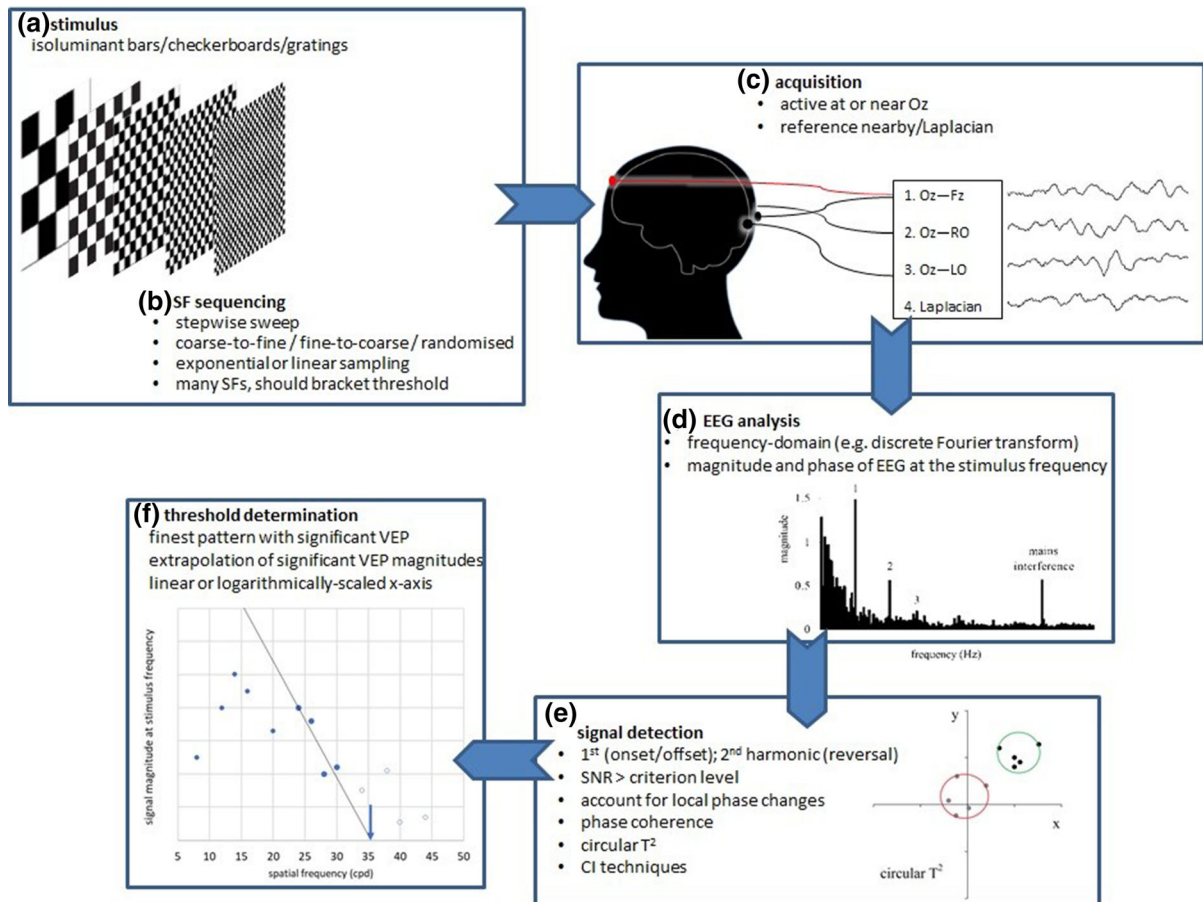 (a) stimulus
isoluminant bars/checkerboards/gratings
(b) SF sequencing
• stepwise sweep
• coarse-to-fine / fine-to-coarse / randomised
• exponential or linear sampling
• many SFs, should bracket threshold
(c) acquisition
• active at or near Oz
• reference nearby/Laplacian
1. Oz—Fz
2. Oz—RO
3. Oz—LO
4. Laplacian
(d) EEG analysis
• frequency-domain (e.g. discrete Fourier transform)
• magnitude and phase of EEG at the stimulus frequency
magnitude
1.5
1
0.5
0
1
2
3
mains
interference
frequency (Hz)
(e) signal detection
• 1st (onset/offset); 2nd harmonic (reversal)
• SNR > criterion level
• account for local phase changes
• phase coherence
• circular T²
• CI techniques
y
x
circular T²
(f) threshold determination
finest pattern with significant VEP
extrapolation of significant VEP magnitudes
linear or logarithmically-scaled x-axis
signal magnitude at stimulus frequency
5 10 15 20 25 30 35 40 45 50
spatial frequency (cpd)